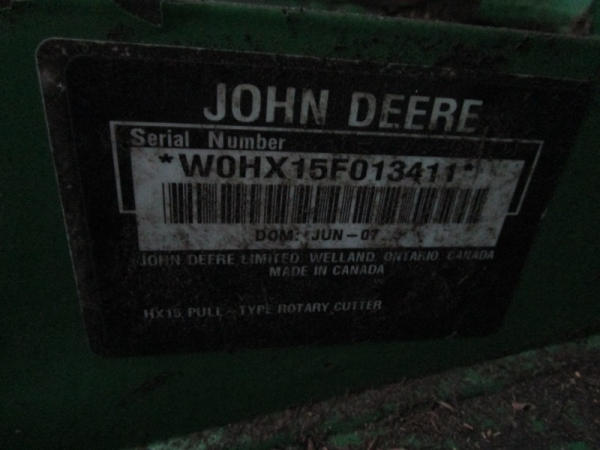 JOHN DEERE
Serial Number
*W0HX15F013411*
DOM: JUN-07
JOHN DEERE LIMITED, WELLAND, ONTARIO, CANADA
MADE IN CANADA
HX15 PULL-TYPE ROTARY CUTTER